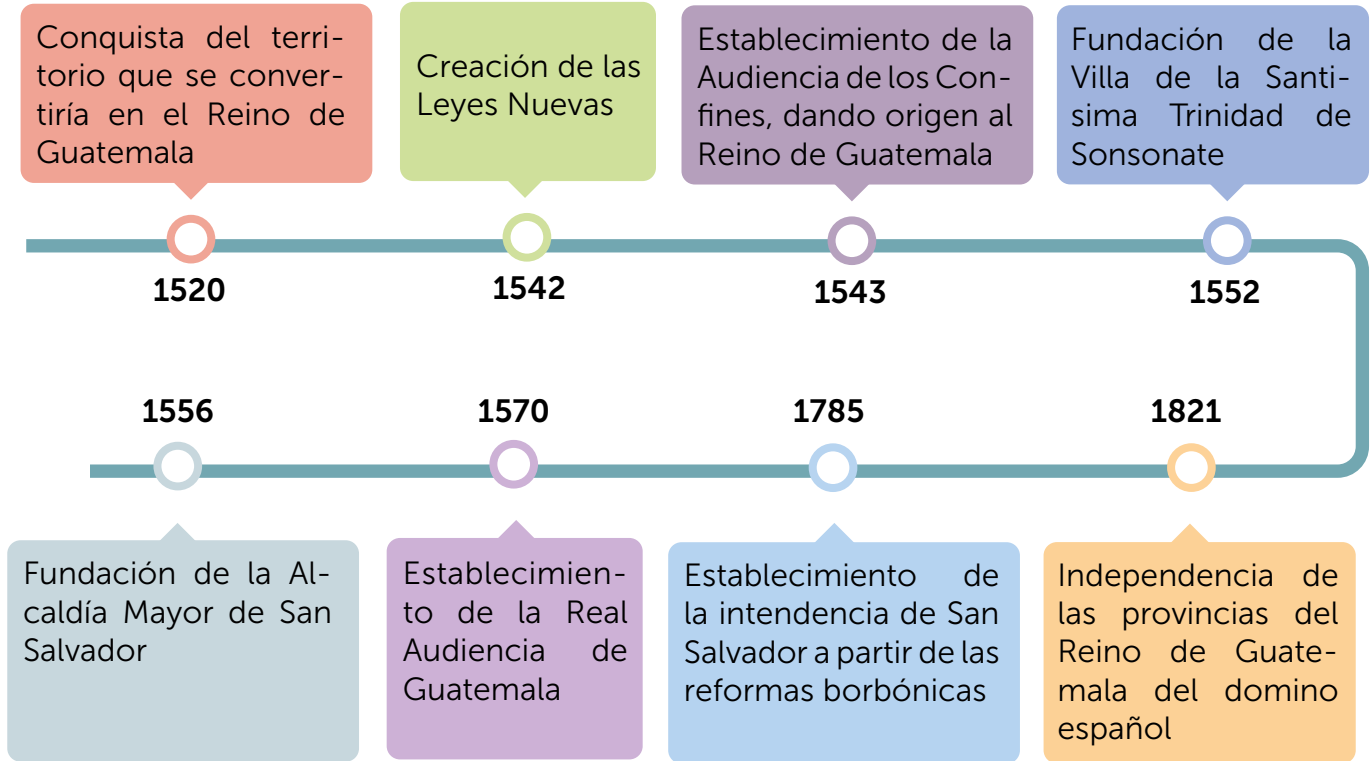 Conquista del terri-
torio que se conver-
tiría en el Reino de
Guatemala
Creación de las
Leyes Nuevas
Establecimiento de la
Audiencia de los Con-
fines, dando origen al
Reino de Guatemala
Fundación de la
Villa de la Santi-
sima Trinidad de
Sonsonate
1520
1542
1543
1552
1556
1570
1785
1821
Fundación de la Al-
caldía Mayor de San
Salvador
Establecimien-
to de la Real
Audiencia de
Guatemala
Establecimiento de
la intendencia de San
Salvador a partir de las
reformas borbónicas
Independencia de
las provincias del
Reino de Guate-
mala del domino
español